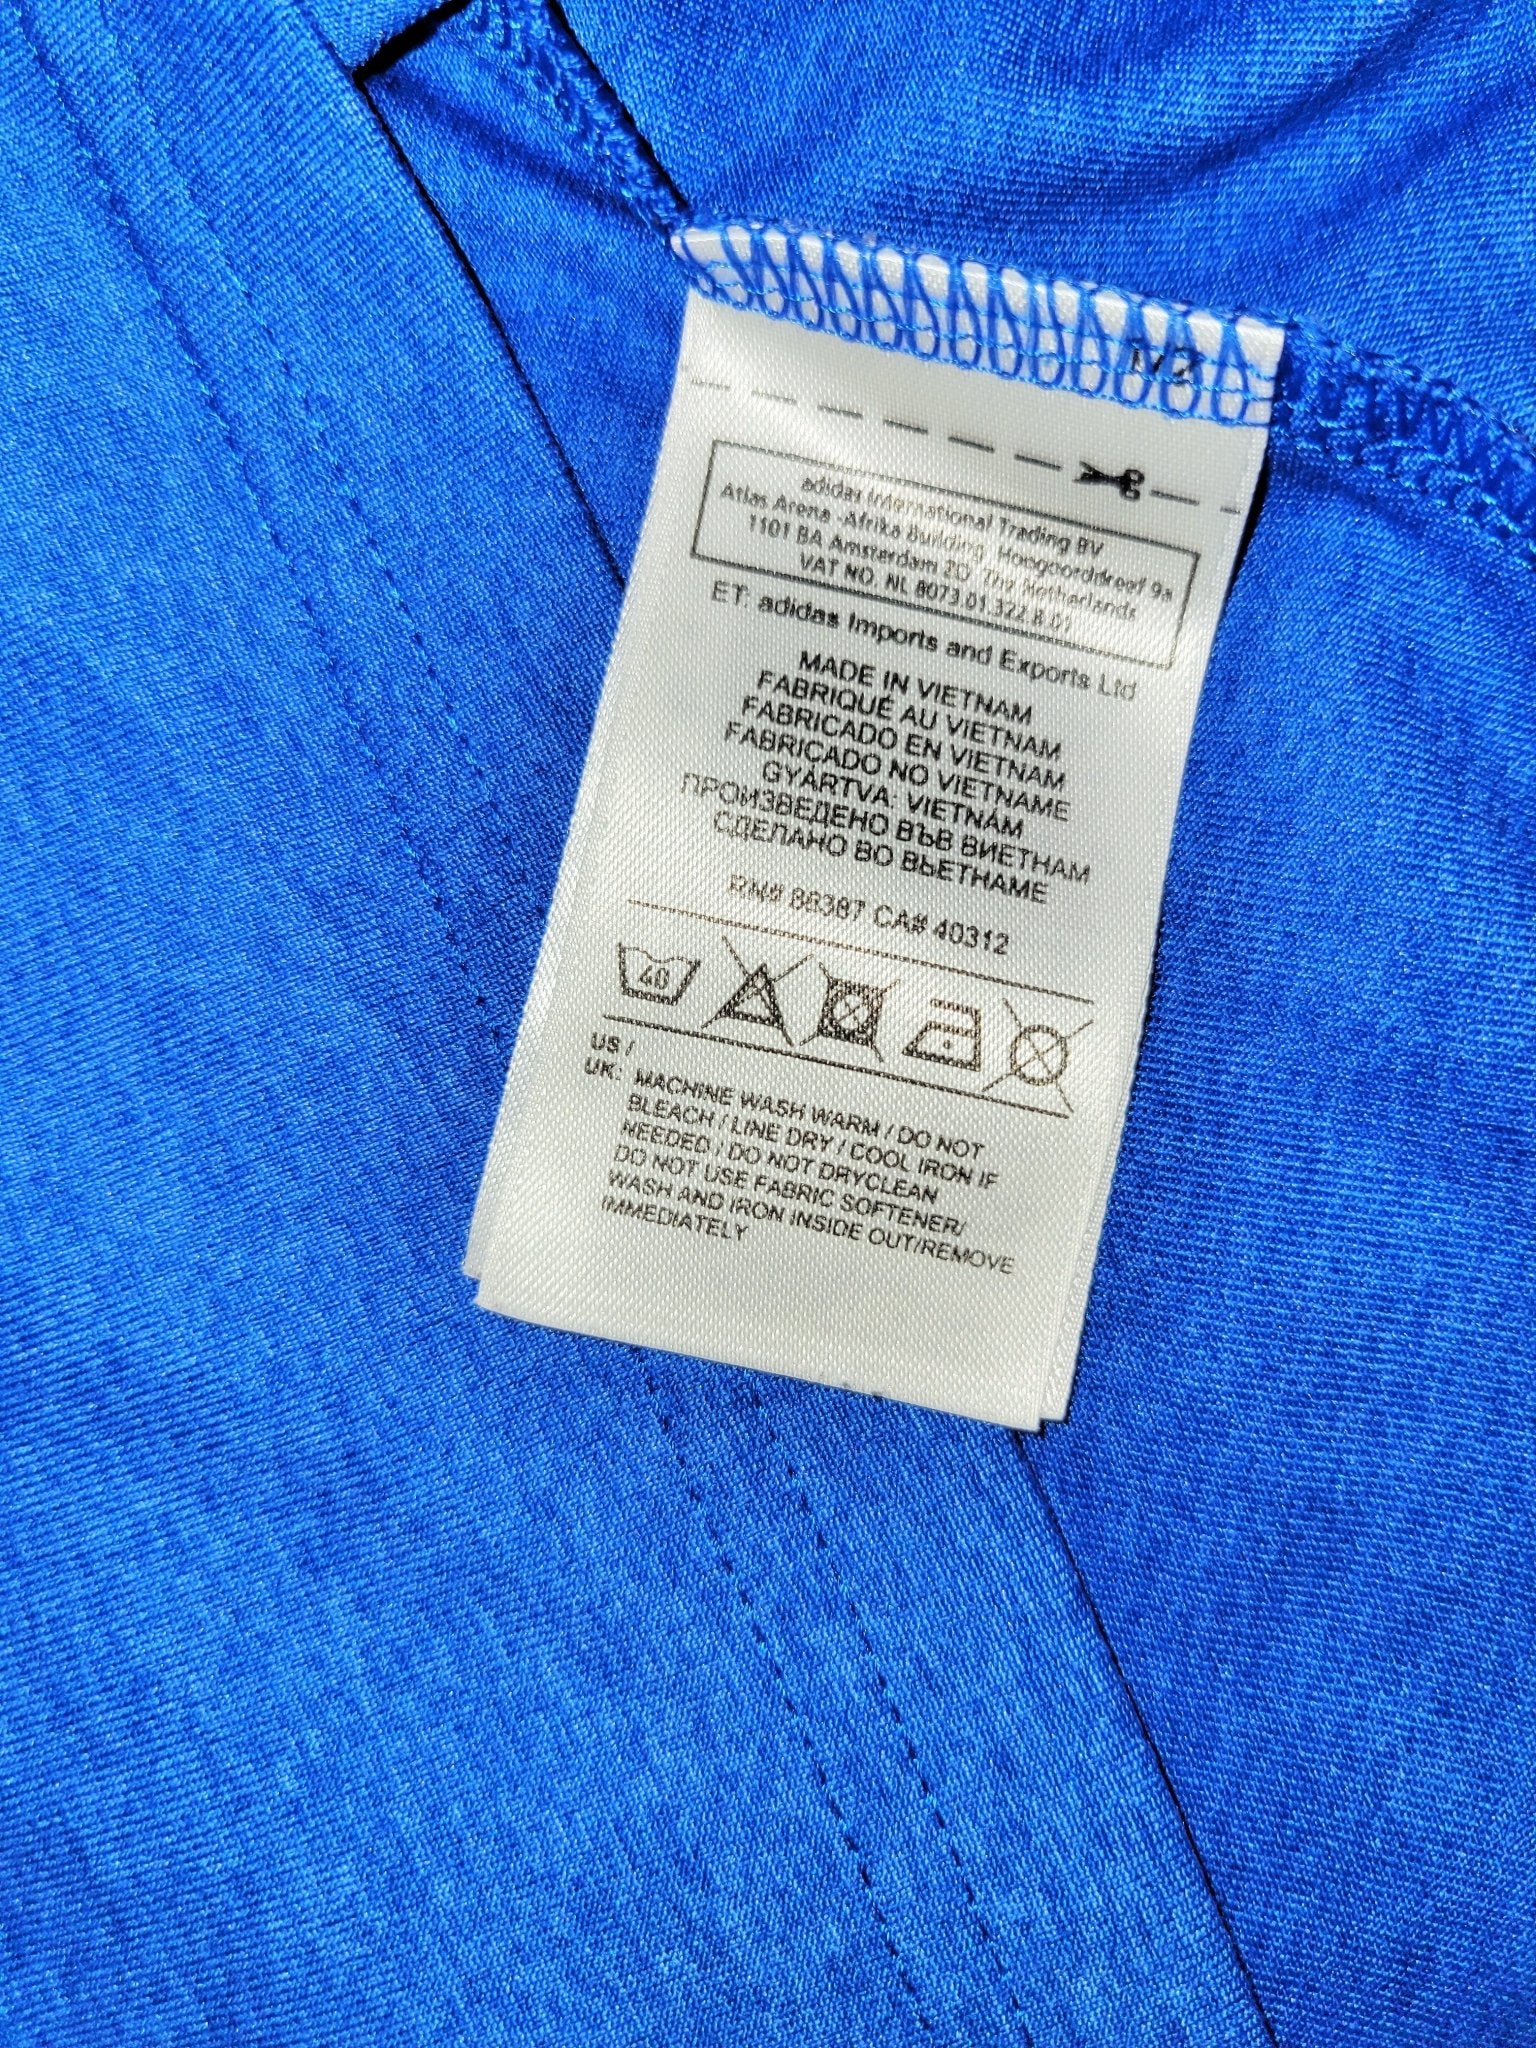 adidas International Trading BV
Atlas Arena -Afrika Building, Hoogoorddreef 9a
1101 BA Amsterdam ZO, The Netherlands
VAT NO. NL 8073.01.322.B.01
ET: adidas Imports and Exports Ltd
MADE IN VIETNAM
FABRIQUÉ AU VIETNAM
FABRICADO EN VIETNAM
FABRICADO NO VIETNAME
GYÁRTVA: VIETNÁM
ПРОИЗВЕДЕНО ВЪВ ВИЕТНАМ
СДЕЛАНО ВО ВЬЕТНАМЕ
RN# 88387 CA# 40312
40
US /
UK: MACHINE WASH WARM / DO NOT
BLEACH / LINE DRY / COOL IRON IF
NEEDED / DO NOT DRYCLEAN
DO NOT USE FABRIC SOFTENER/
WASH AND IRON INSIDE OUT/REMOVE
IMMEDIATELY